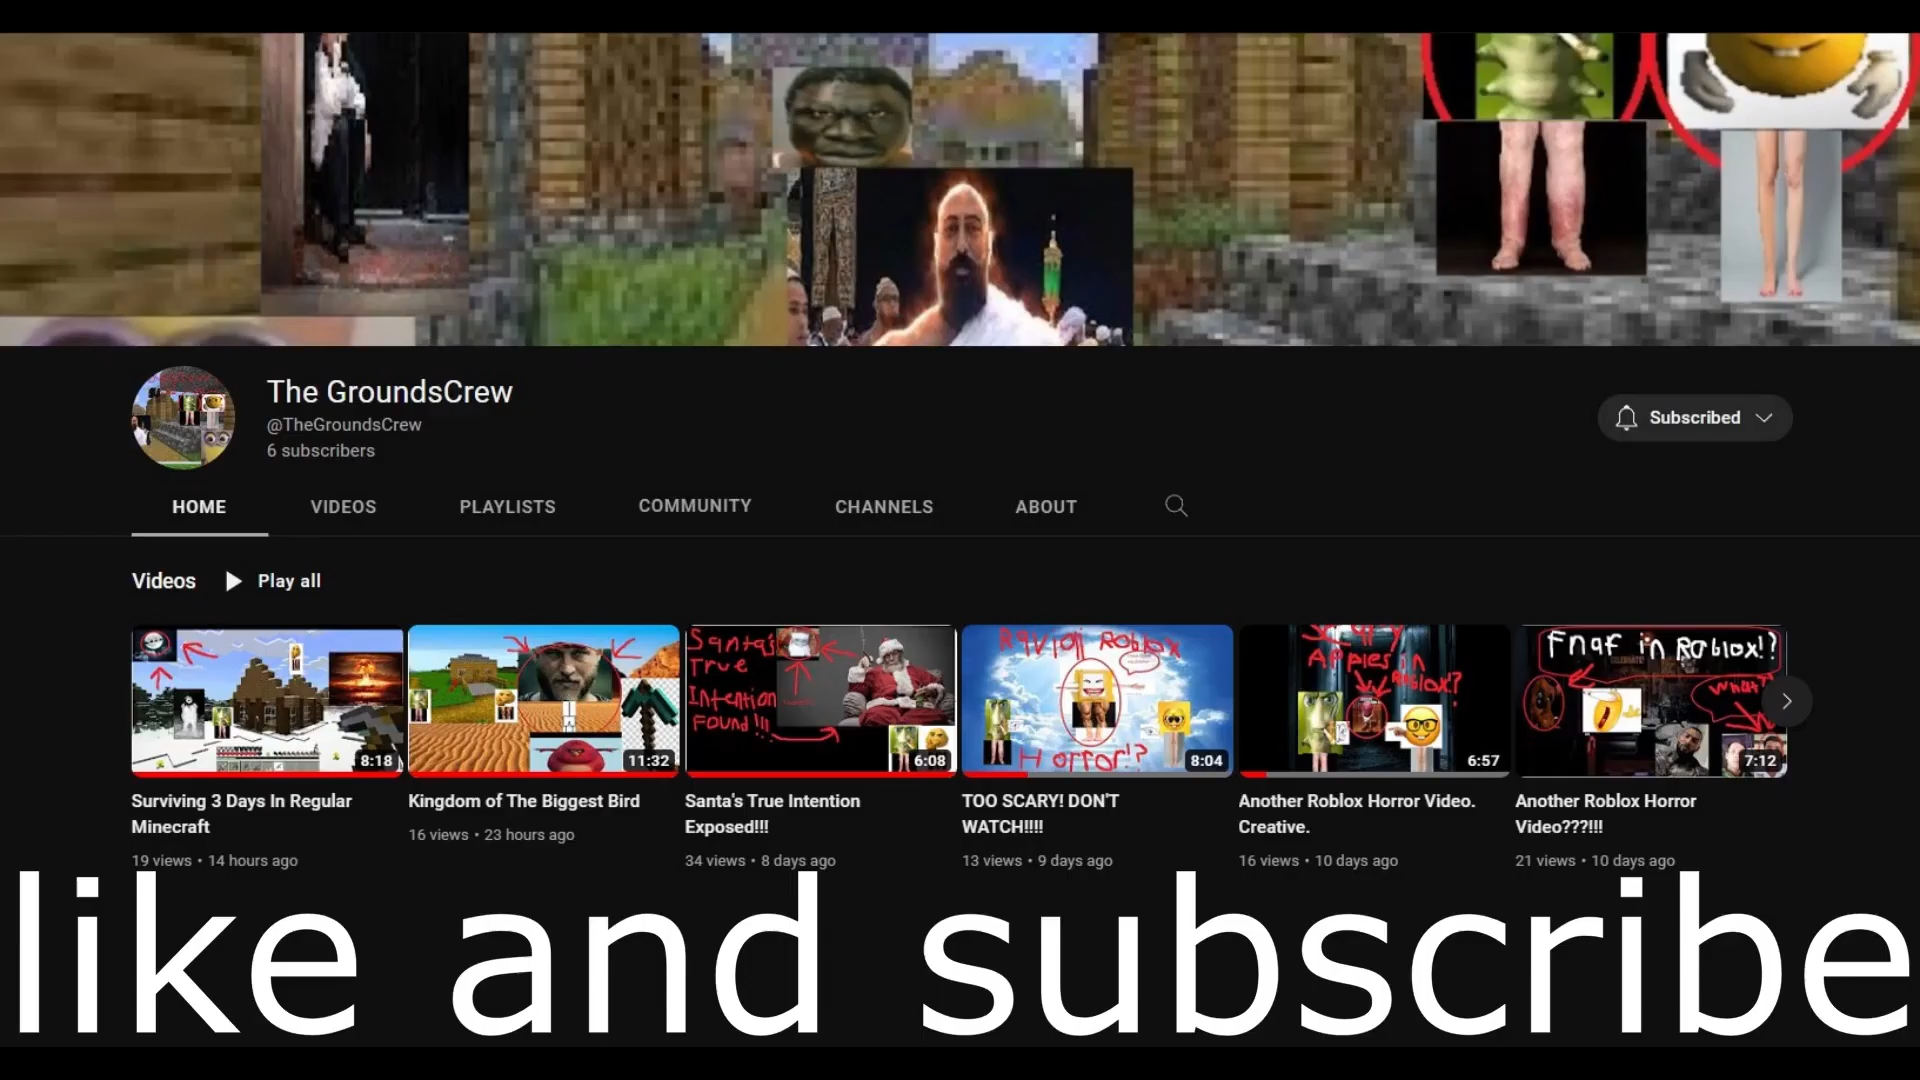 The GroundsCrew
@TheGroundsCrew
6 subscribers
Subscribed
HOME VIDEOS PLAYLISTS COMMUNITY CHANNELS ABOUT
Videos Play all
Santa's
True
Intention
Found!!!
Roblox
Horror!?
Apples in
Roblox!?
Fnaf in Roblox!?
What?!
8:18 11:32 6:08 8:04 6:57 7:12
Surviving 3 Days In Regular
Minecraft
19 views • 14 hours ago
Kingdom of The Biggest Bird
16 views • 23 hours ago
Santa's True Intention
Exposed!!!
34 views • 8 days ago
TOO SCARY! DON'T
WATCH!!!!
13 views • 9 days ago
Another Roblox Horror Video.
Creative.
16 views • 10 days ago
Another Roblox Horror
Video???!!!
21 views • 10 days ago
like and subscribe